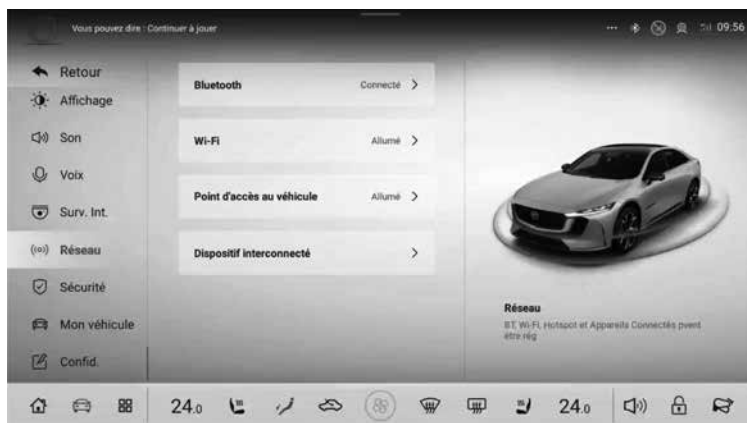 Vous pouvez dire : Continuer à jouer
09:56
Retour
Affichage
Son
Voix
Surv. Int.
Réseau
Sécurité
Mon véhicule
Confid.
Bluetooth Connecté
Wi-Fi Allumé
Point d'accès au véhicule Allumé
Dispositif interconnecté
Réseau
BT, Wi-Fi, Hotspot et Appareils Connectés pvent
être rég
24.0 24.0